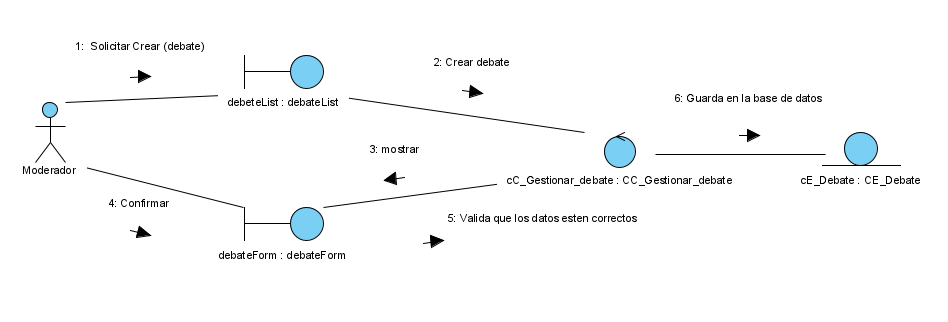 1: Solicitar Crear (debate)
2: Crear debate
debeteList : debateList
6: Guarda en la base de datos
3: mostrar
Moderador
cC_Gestionar_debate : CC_Gestionar_debate
cE_Debate : CE_Debate
4: Confirmar
5: Valida que los datos esten correctos
debateForm : debateForm